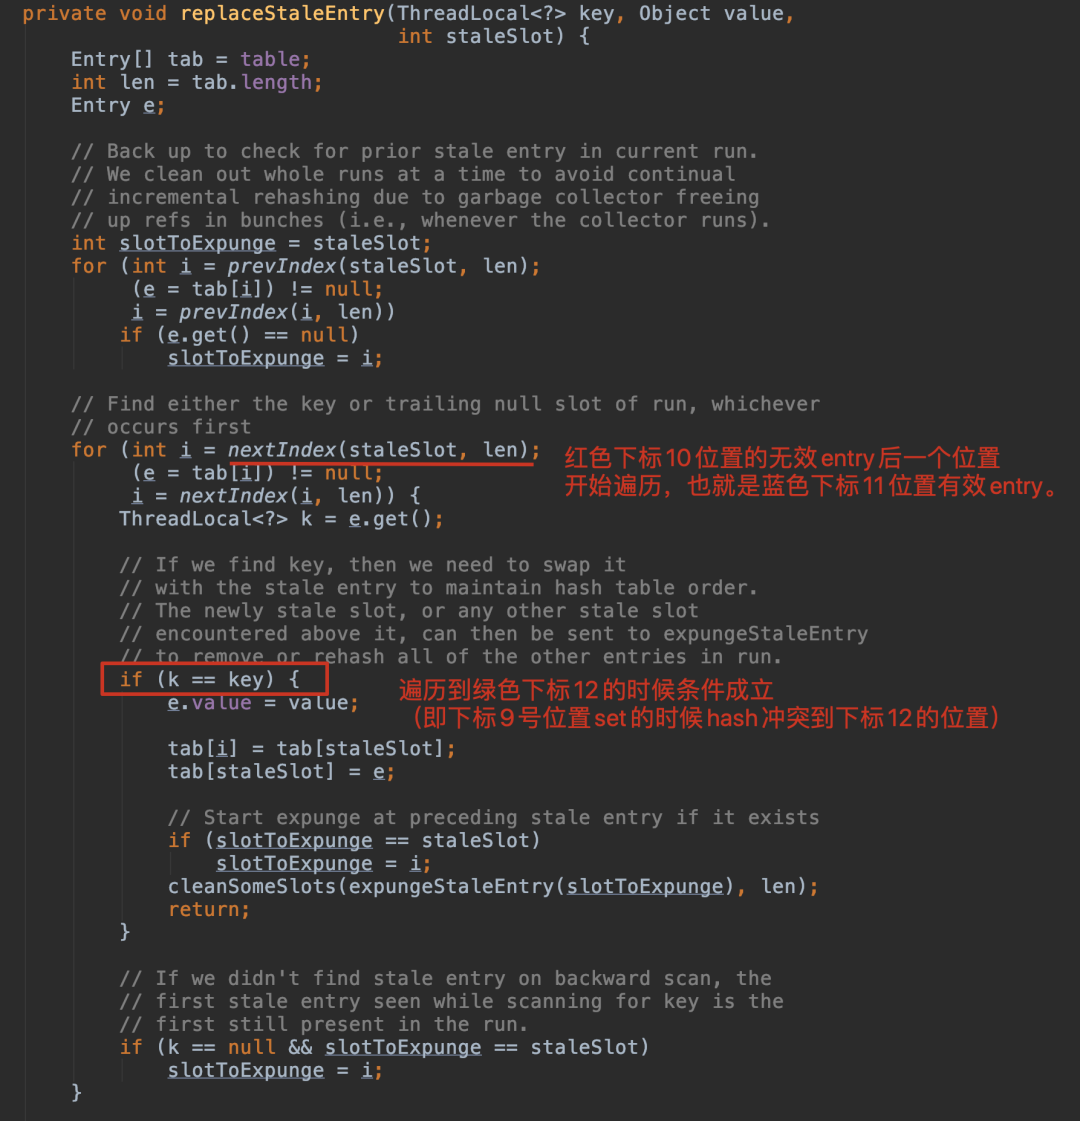 private void replaceStaleEntry(ThreadLocal<?> key, Object value,
                               int staleSlot) {
    Entry[] tab = table;
    int len = tab.length;
    Entry e;

    // Back up to check for prior stale entry in current run.
    // We clean out whole runs at a time to avoid continual
    // incremental rehashing due to garbage collector freeing
    // up refs in bunches (i.e., whenever the collector runs).
    int slotToExpunge = staleSlot;
    for (int i = prevIndex(staleSlot, len);
         (e = tab[i]) != null;
         i = prevIndex(i, len))
        if (e.get() == null)
            slotToExpunge = i;

    // Find either the key or trailing null slot of run, whichever
    // occurs first
    for (int i = nextIndex(staleSlot, len);
红色下标10位置的无效entry后一个位置
         (e = tab[i]) != null;
开始遍历，也就是蓝色下标11位置有效entry。
         i = nextIndex(i, len)) {
        ThreadLocal<?> k = e.get();

        // If we find key, then we need to swap it
        // with the stale entry to maintain hash table order.
        // The newly stale slot, or any other stale slot
        // encountered above it, can then be sent to expungeStaleEntry
        // to remove or rehash all of the other entries in run.
        if (k == key) {
遍历到绿色下标12的时候条件成立
            e.value = value;
（即下标9号位置set的时候hash冲突到下标12的位置）

            tab[i] = tab[staleSlot];
            tab[staleSlot] = e;

            // Start expunge at preceding stale entry if it exists
            if (slotToExpunge == staleSlot)
                slotToExpunge = i;
            cleanSomeSlots(expungeStaleEntry(slotToExpunge), len);
            return;
        }

        // If we didn't find stale entry on backward scan, the
        // first stale entry seen while scanning for key is the
        // first still present in the run.
        if (k == null && slotToExpunge == staleSlot)
            slotToExpunge = i;
    }